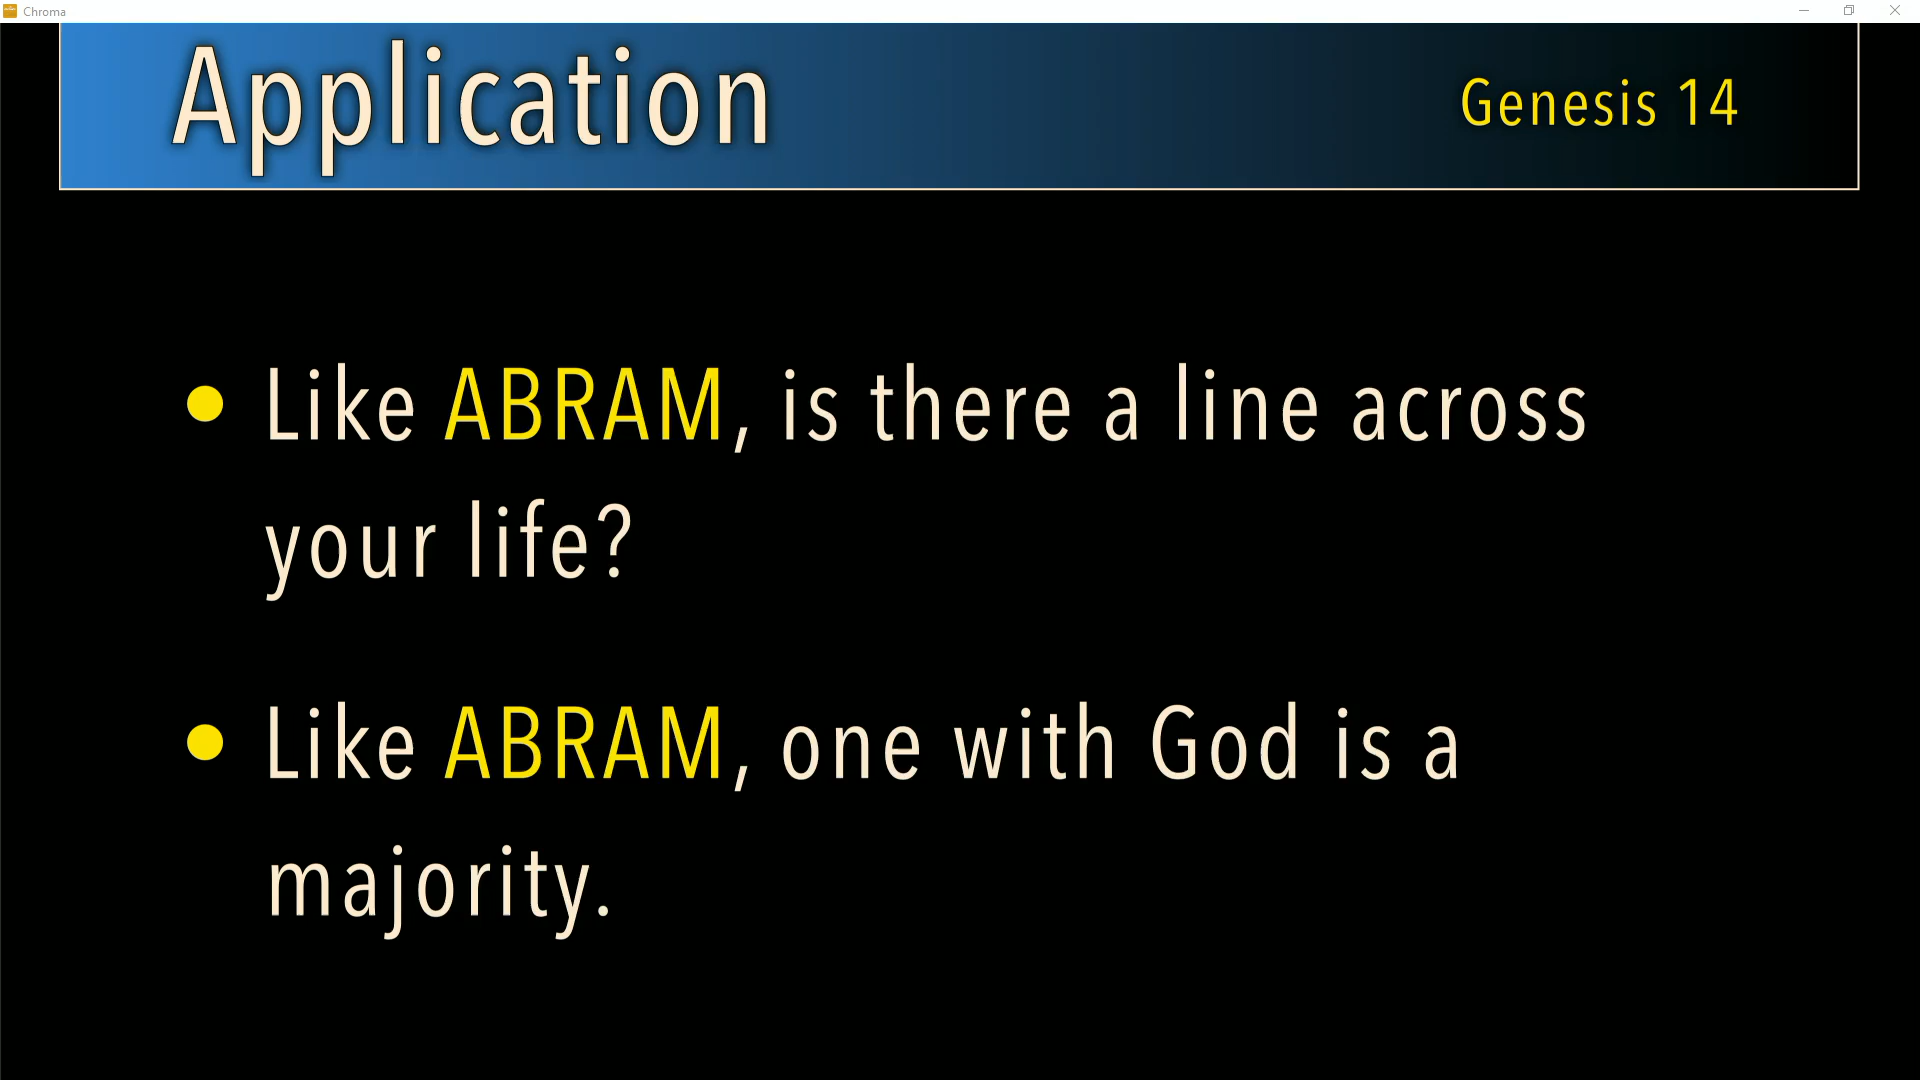 Chroma
Application
Genesis 14
• Like ABRAM, is there a line across
your life?
• Like ABRAM, one with God is a
majority.